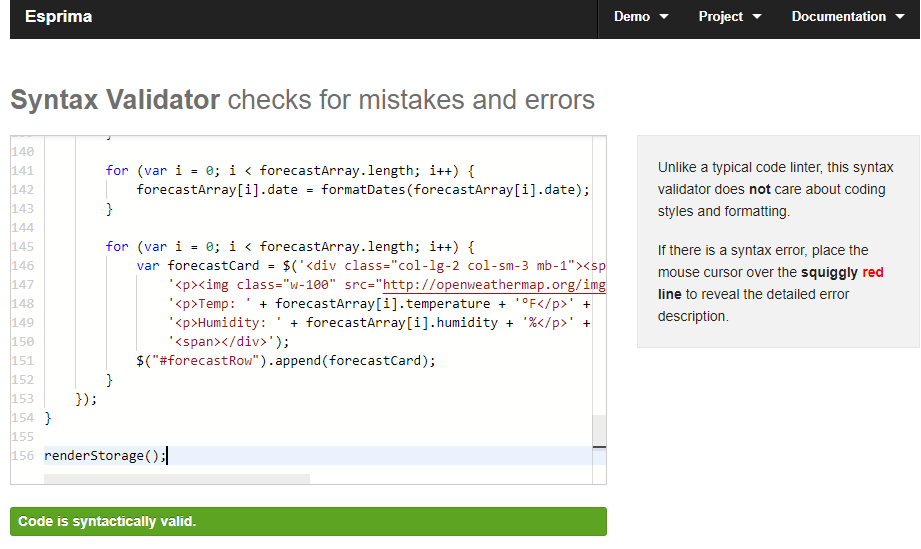 Esprima
Demo Project Documentation
Syntax Validator checks for mistakes and errors
140
141 for (var i = 0; i < forecastArray.length; i++) {
142 forecastArray[i].date = formatDates(forecastArray[i].date);
143 }
144
145 for (var i = 0; i < forecastArray.length; i++) {
146 var forecastCard = $('<div class="col-lg-2 col-sm-3 mb-1"><sp
147 '<p><img class="w-100" src="http://openweathermap.org/img
148 '<p>Temp: ' + forecastArray[i].temperature + '°F</p>' +
149 '<p>Humidity: ' + forecastArray[i].humidity + '%</p>' +
150 '<span></div>');
151 $("#forecastRow").append(forecastCard);
152 }
153 });
154 }
155
156 renderStorage();
Code is syntactically valid.
Unlike a typical code linter, this syntax
validator does not care about coding
styles and formatting.
If there is a syntax error, place the
mouse cursor over the squiggly red
line to reveal the detailed error
description.